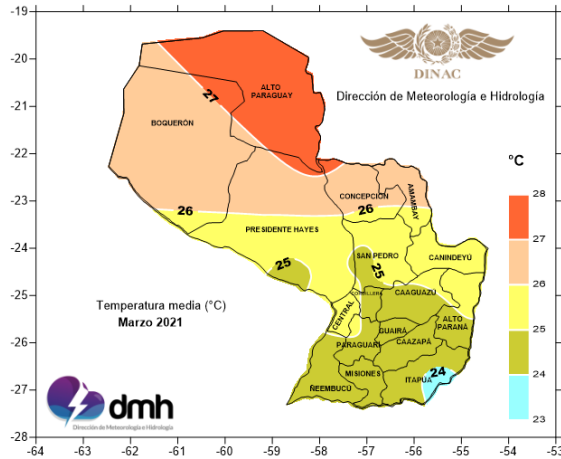 DINAC
Dirección de Meteorología e Hidrología
-19
-20
-21
-22
-23
-24
-25
-26
-27
-28
ALTO
PARAGUAY
27
BOQUERÓN
CONCEPCIÓN
AMAMBAY
26
26
PRESIDENTE HAYES
SAN PEDRO
CANINDEYÚ
25
25
CORDILLERA
CAAGUAZÚ
CENTRAL
ALTO
PARANÁ
GUAIRÁ
CAAZAPÁ
PARAGUARÍ
MISIONES
ITAPÚA
24
ÑEEMBUCÚ
Temperatura media (°C)
Marzo 2021
°C
28
27
26
25
24
23
dmh
Dirección de Meteorología e Hidrología
-64 -63 -62 -61 -60 -59 -58 -57 -56 -55 -54 -53